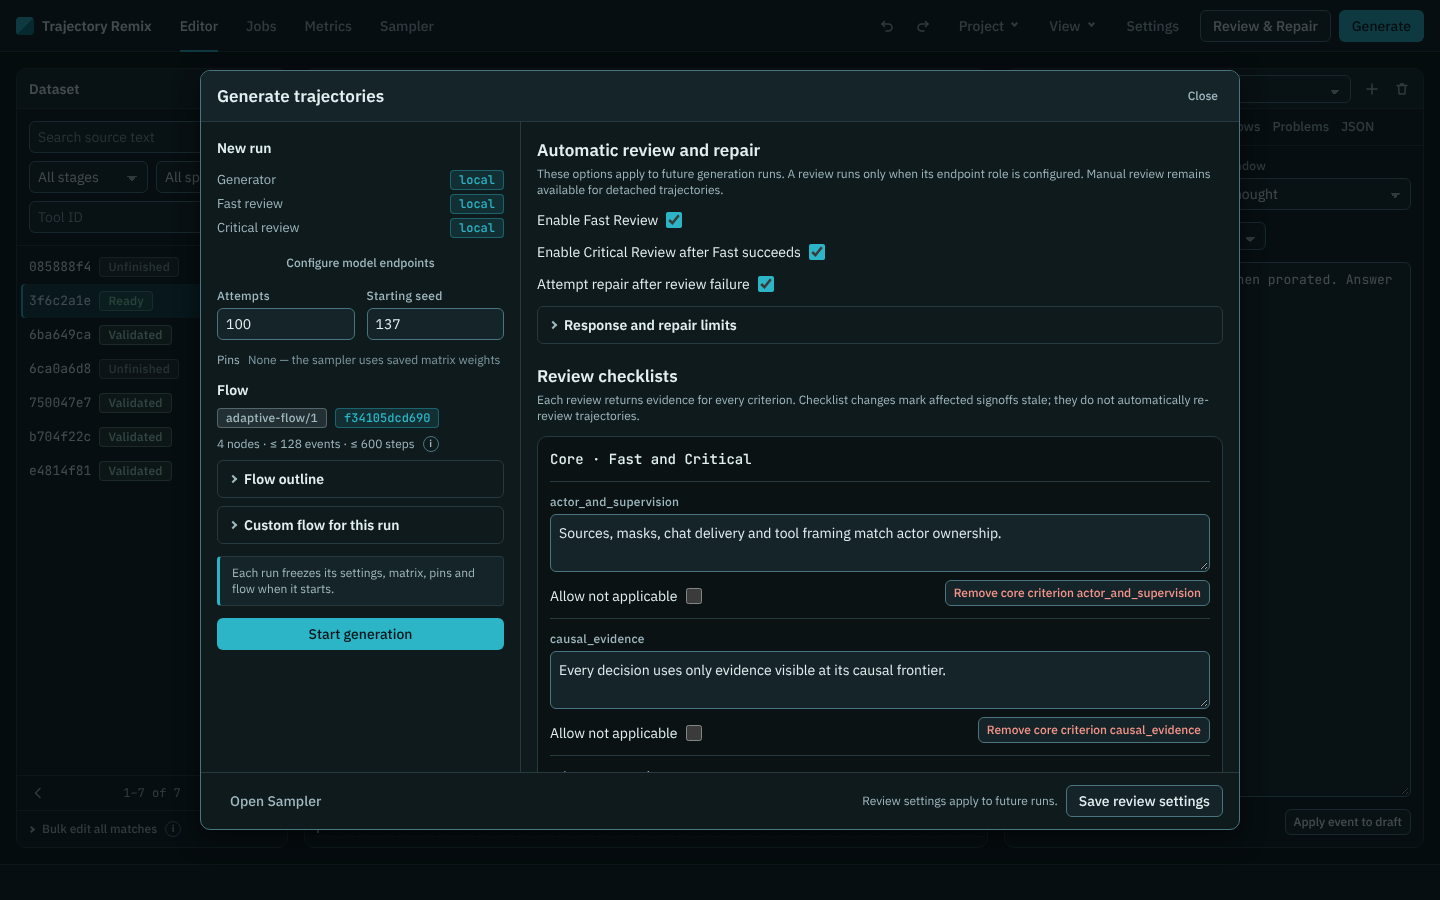 Trajectory Remix
Editor
Jobs
Metrics
Sampler
Project
View
Settings
Review & Repair
Generate
Dataset
Search source text
All stages
All sp
Tool ID
085888f4 Unfinished
3f6c2a1e Ready
6ba649ca Validated
6ca0a6d8 Unfinished
750047e7 Validated
b704f22c Validated
e4814f81 Validated
1-7 of 7
Bulk edit all matches
Generate trajectories
Close
New run
Generator local
Fast review local
Critical review local
Configure model endpoints
Attempts
Starting seed
100
137
Pins None — the sampler uses saved matrix weights
Flow
adaptive-flow/1 f34105dcd690
4 nodes · ≤ 128 events · ≤ 600 steps
Flow outline
Custom flow for this run
Each run freezes its settings, matrix, pins and
flow when it starts.
Start generation
Automatic review and repair
These options apply to future generation runs. A review runs only when its endpoint role is configured. Manual review remains
available for detached trajectories.
Enable Fast Review
Enable Critical Review after Fast succeeds
Attempt repair after review failure
Response and repair limits
Review checklists
Each review returns evidence for every criterion. Checklist changes mark affected signoffs stale; they do not automatically re-
review trajectories.
Core · Fast and Critical
actor_and_supervision
Sources, masks, chat delivery and tool framing match actor ownership.
Allow not applicable
Remove core criterion actor_and_supervision
causal_evidence
Every decision uses only evidence visible at its causal frontier.
Allow not applicable
Remove core criterion causal_evidence
Open Sampler
Review settings apply to future runs.
Save review settings
ows
Problems
JSON
ndow
ought
hen prorated. Answer
Apply event to draft